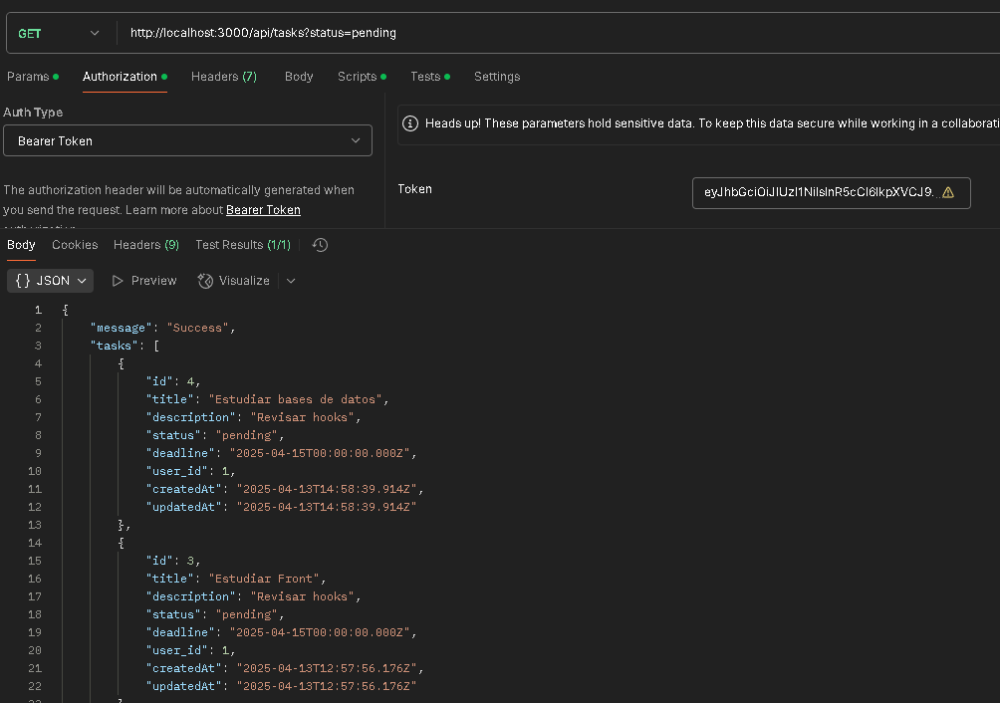 GET http://localhost:3000/api/tasks?status=pending
Params Authorization Headers (7) Body Scripts Tests Settings
Auth Type
Bearer Token
Heads up! These parameters hold sensitive data. To keep this data secure while working in a collaborati
The authorization header will be automatically generated when
you send the request. Learn more about Bearer Token
Token
Body Cookies Headers (9) Test Results (1/1)
{} JSON Preview Visualize
1 {
2 "message": "Success",
3 "tasks": [
4 {
5 "id": 4,
6 "title": "Estudiar bases de datos",
7 "description": "Revisar hooks",
8 "status": "pending",
9 "deadline": "2025-04-15T00:00:00.000Z",
10 "user_id": 1,
11 "createdAt": "2025-04-13T14:58:39.914Z",
12 "updatedAt": "2025-04-13T14:58:39.914Z"
13 },
14 {
15 "id": 3,
16 "title": "Estudiar Front",
17 "description": "Revisar hooks",
18 "status": "pending",
19 "deadline": "2025-04-15T00:00:00.000Z",
20 "user_id": 1,
21 "createdAt": "2025-04-13T12:57:56.176Z",
22 "updatedAt": "2025-04-13T12:57:56.176Z"